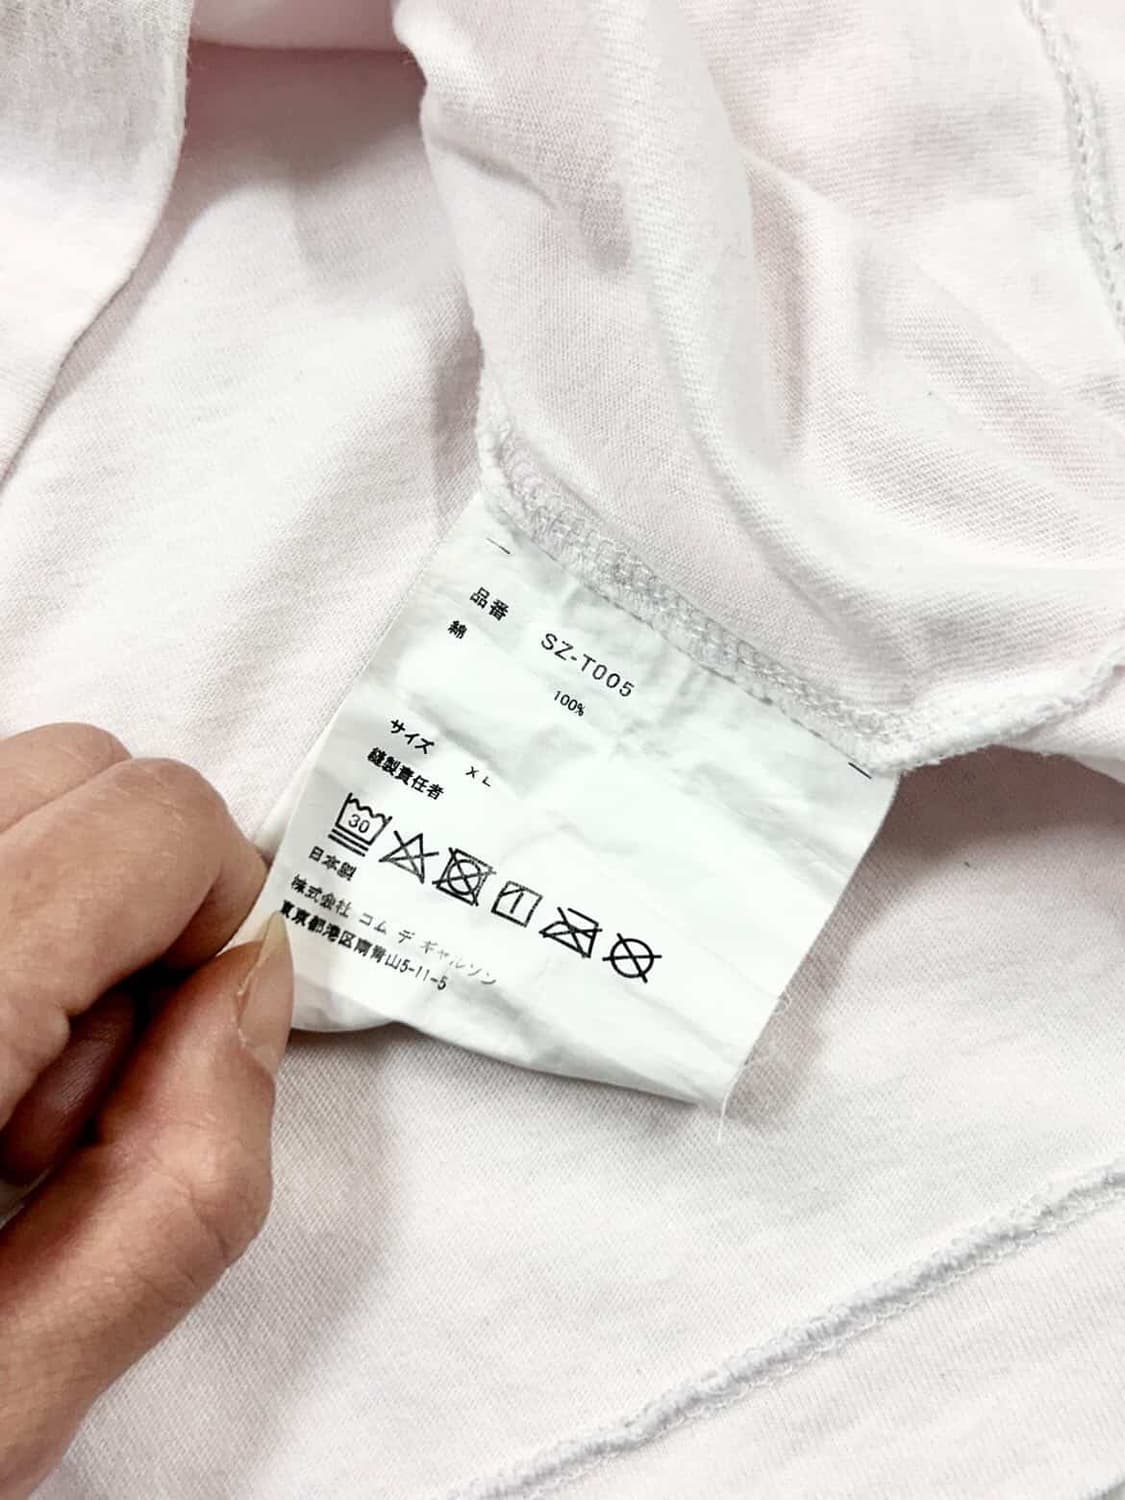 品番 SZ-T005
綿 100%
サイズ XL
縫製責任者
30
日本製
株式会社 コム デ ギャルソン
東京都港区南青山5-11-5